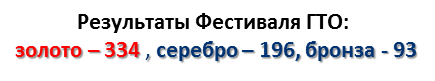 Результаты Фестиваля ГТО:
золото – 334 , серебро – 196, бронза - 93